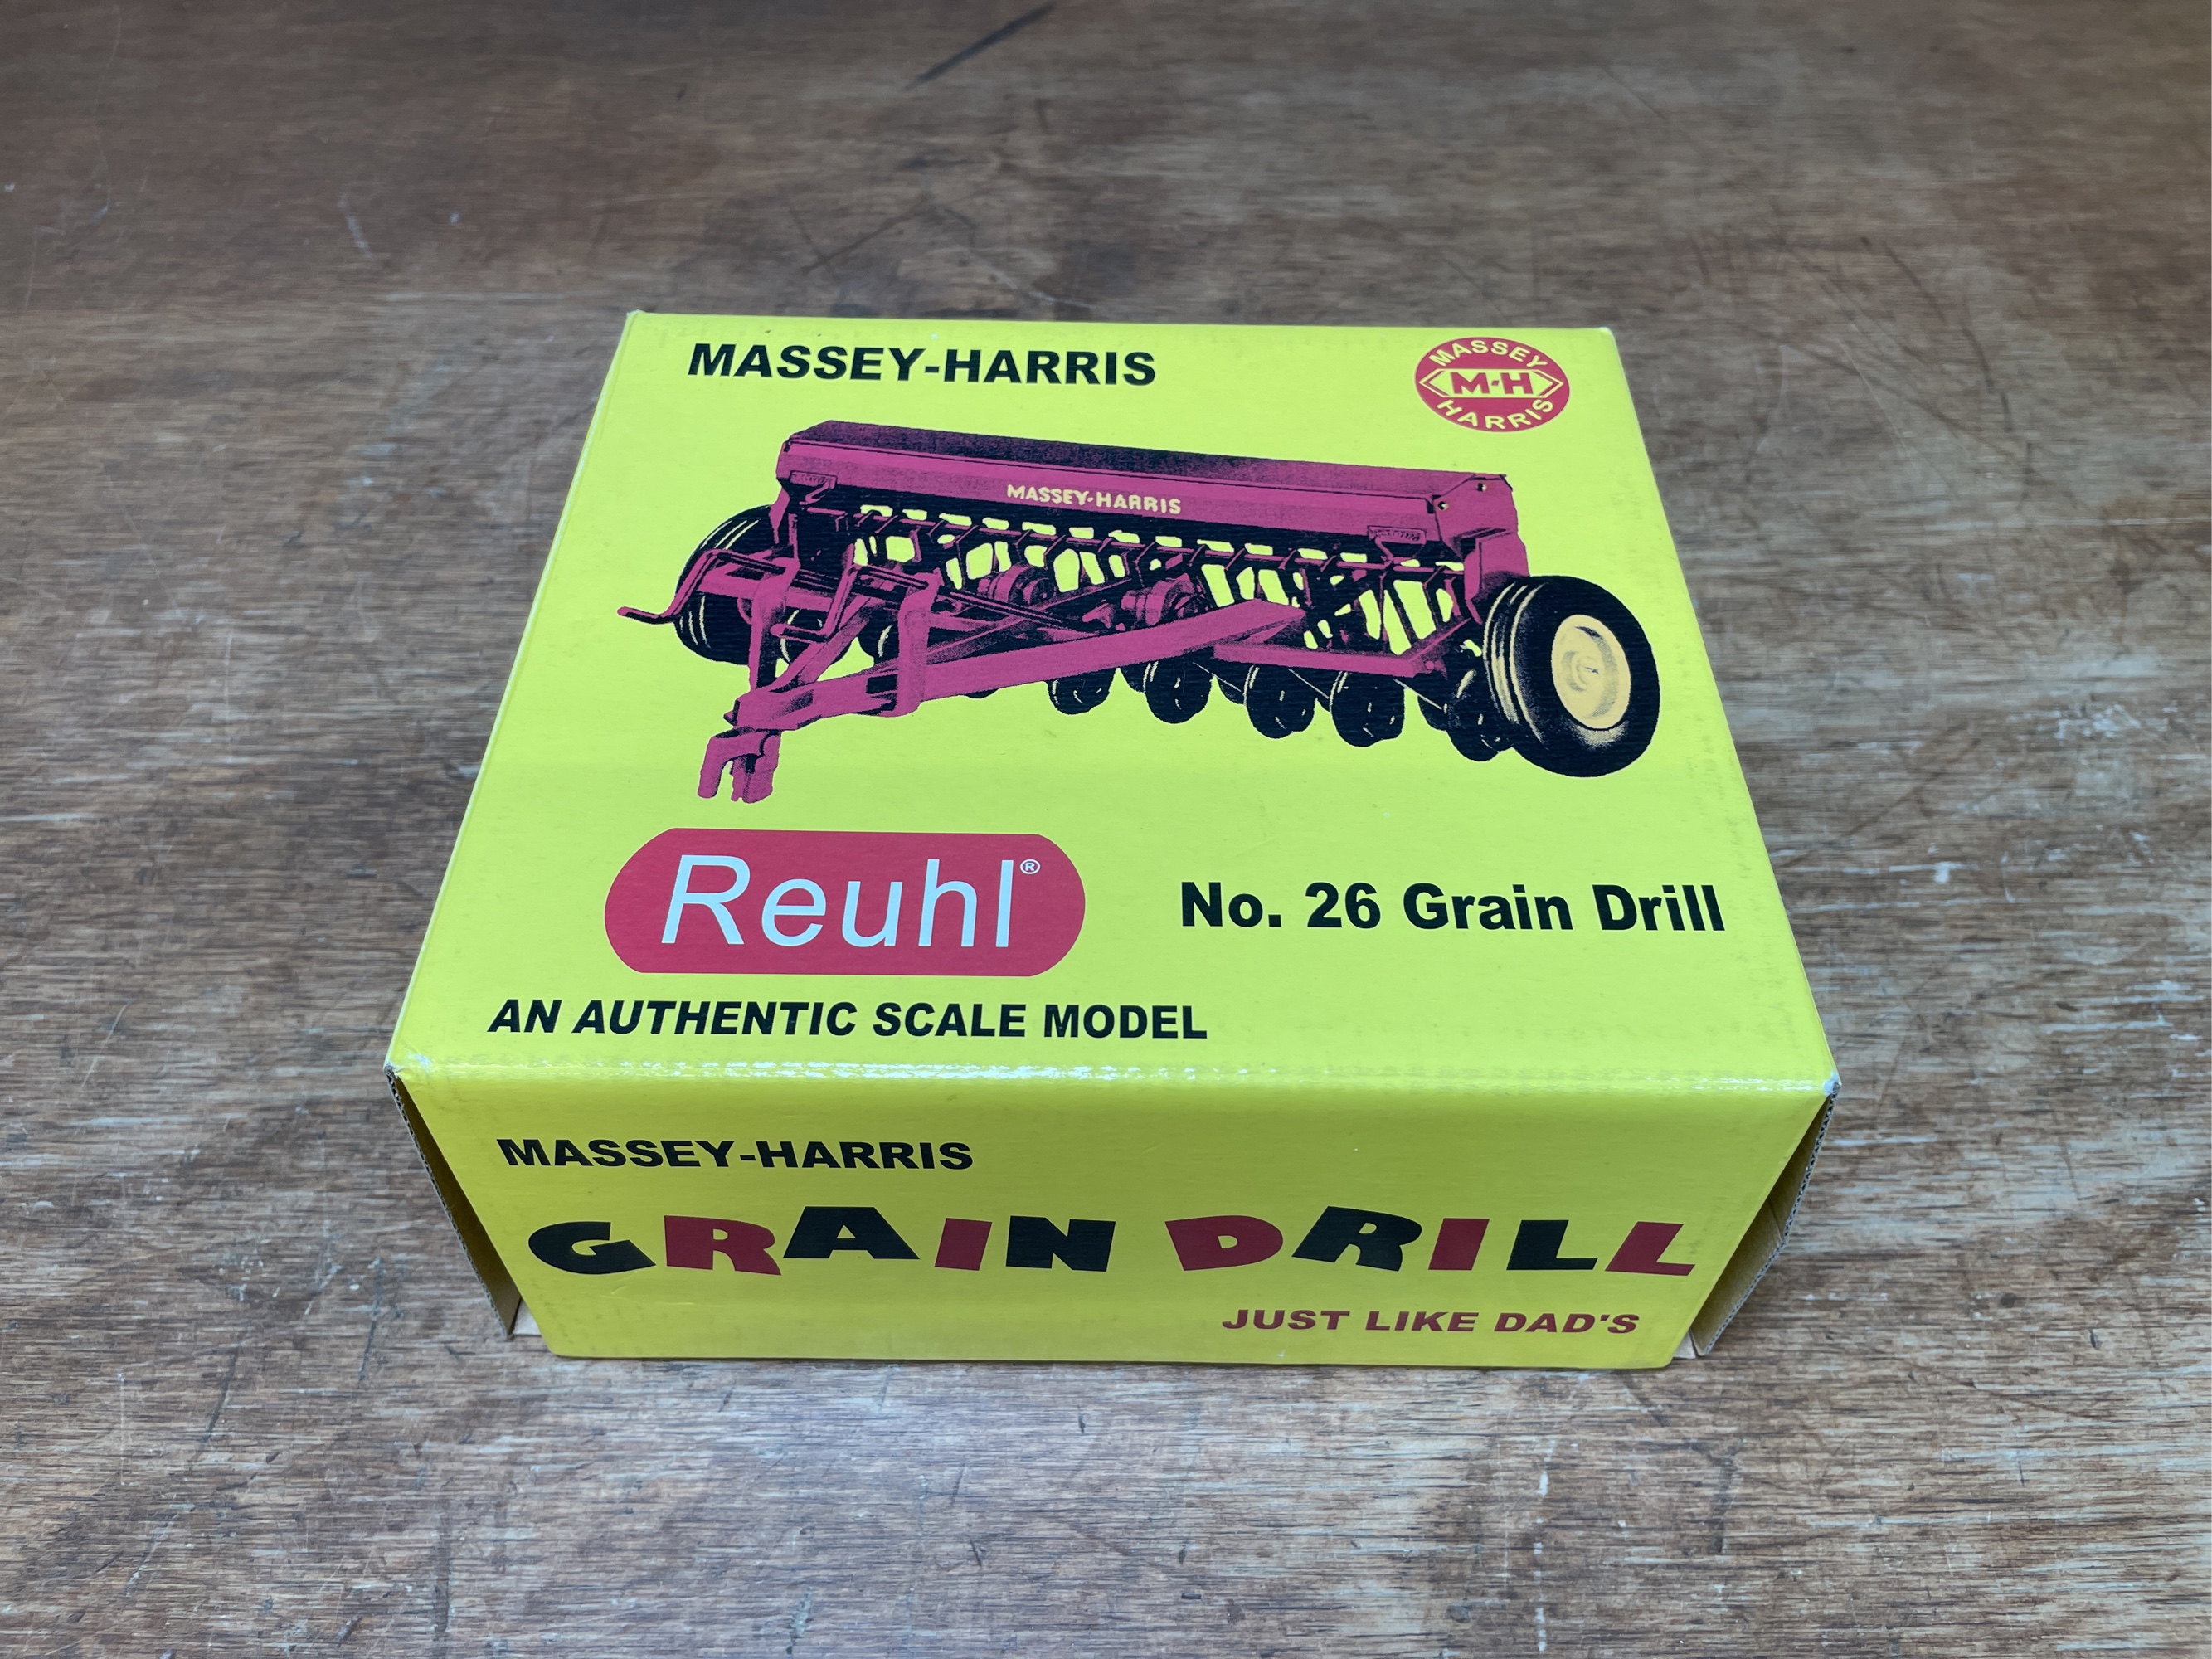 MASSEY-HARRIS
MASSEY
M-H
HARRIS
MASSEY-HARRIS
Reuhl®
No. 26 Grain Drill
AN AUTHENTIC SCALE MODEL
MASSEY-HARRIS
GRAIN DRILL
JUST LIKE DAD'S